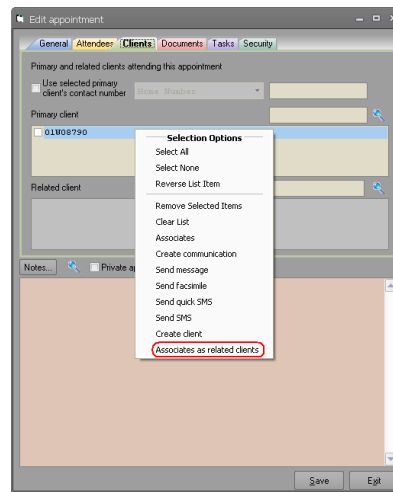 Edit appointment
General Attendees Clients Documents Tasks Security
Primary and related clients attending this appointment
Use selected primary
client's contact number Home Number
Primary client
01W08790
Selection Options
Select All
Select None
Reverse List Item
Related client
Remove Selected Items
Clear List
Associates
Create communication
Notes... Private a
Send message
Send facsimile
Send quick SMS
Send SMS
Create client
Associates as related clients
Save Exit